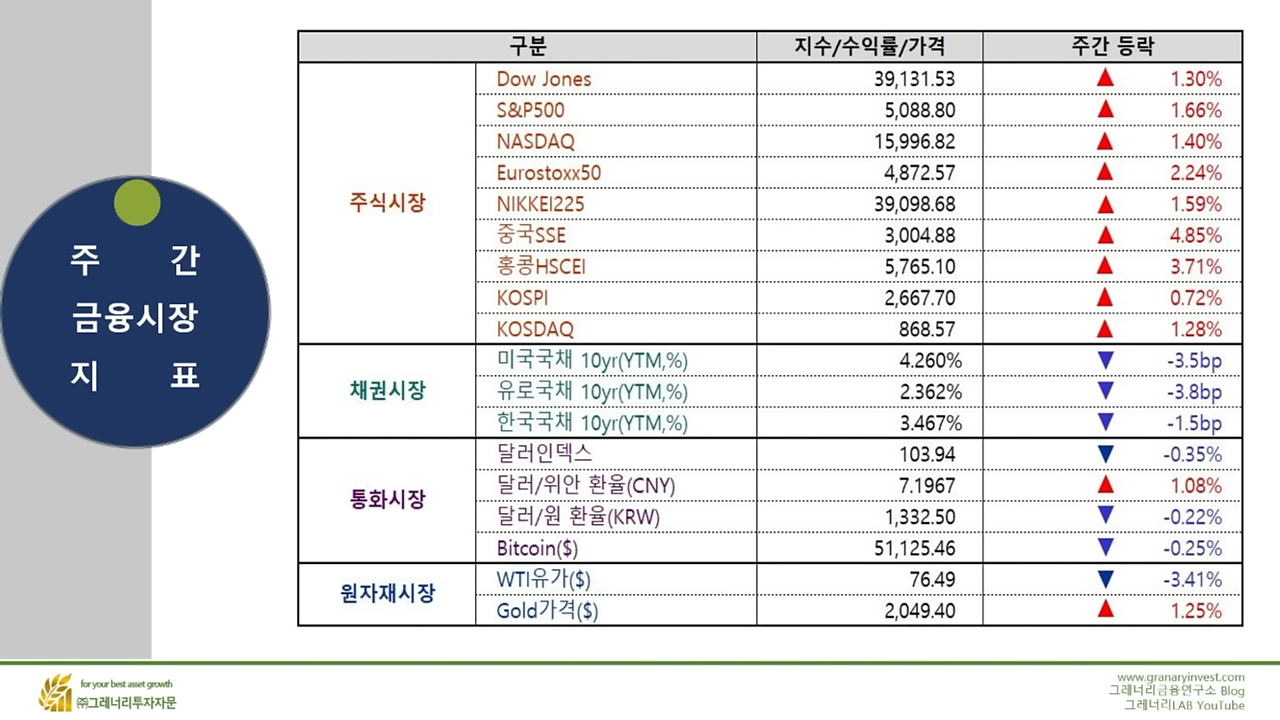 주 간
금융시장
지 표
구분 지수/수익률/가격 주간 등락
주식시장
Dow Jones 39,131.53 ▲ 1.30%
S&P500 5,088.80 ▲ 1.66%
NASDAQ 15,996.82 ▲ 1.40%
Eurostoxx50 4,872.57 ▲ 2.24%
NIKKEI225 39,098.68 ▲ 1.59%
중국SSE 3,004.88 ▲ 4.85%
홍콩HSCEI 5,765.10 ▲ 3.71%
KOSPI 2,667.70 ▲ 0.72%
KOSDAQ 868.57 ▲ 1.28%
채권시장
미국국채 10yr(YTM,%) 4.260% ▼ -3.5bp
유로국채 10yr(YTM,%) 2.362% ▼ -3.8bp
한국국채 10yr(YTM,%) 3.467% ▼ -1.5bp
통화시장
달러인덱스 103.94 ▼ -0.35%
달러/위안 환율(CNY) 7.1967 ▲ 1.08%
달러/원 환율(KRW) 1,332.50 ▼ -0.22%
Bitcoin($) 51,125.46 ▼ -0.25%
원자재시장
WTI유가($) 76.49 ▼ -3.41%
Gold가격($) 2,049.40 ▲ 1.25%
for your best asset growth
㈜그레너리투자자문
www.granaryinvest.com
그레너리금융연구소 Blog
그레너리LAB YouTube